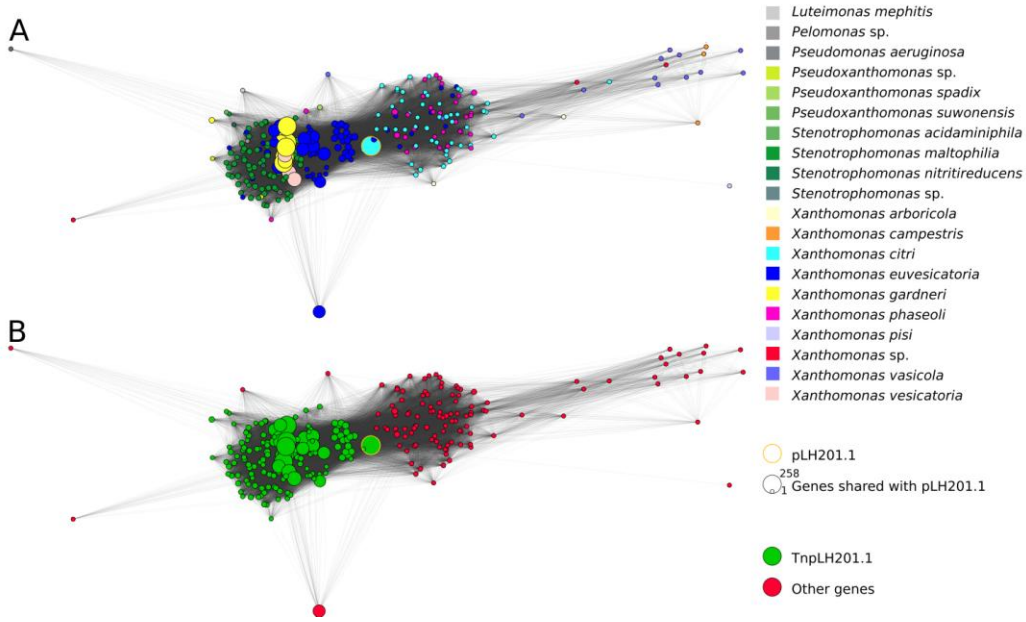 A
Luteimonas mephitis
Pelomonas sp.
Pseudomonas aeruginosa
Pseudoxanthomonas sp.
Pseudoxanthomonas spadix
Pseudoxanthomonas suwonensis
Stenotrophomonas acidaminiphila
Stenotrophomonas maltophilia
Stenotrophomonas nitritireducens
Stenotrophomonas sp.
Xanthomonas arboricola
Xanthomonas campestris
Xanthomonas citri
Xanthomonas euvesicatoria
Xanthomonas gardneri
Xanthomonas phaseoli
Xanthomonas pisi
Xanthomonas sp.
Xanthomonas vasicola
Xanthomonas vesicatoria
B
pLH201.1
258
1 Genes shared with pLH201.1
TnpLH201.1
Other genes